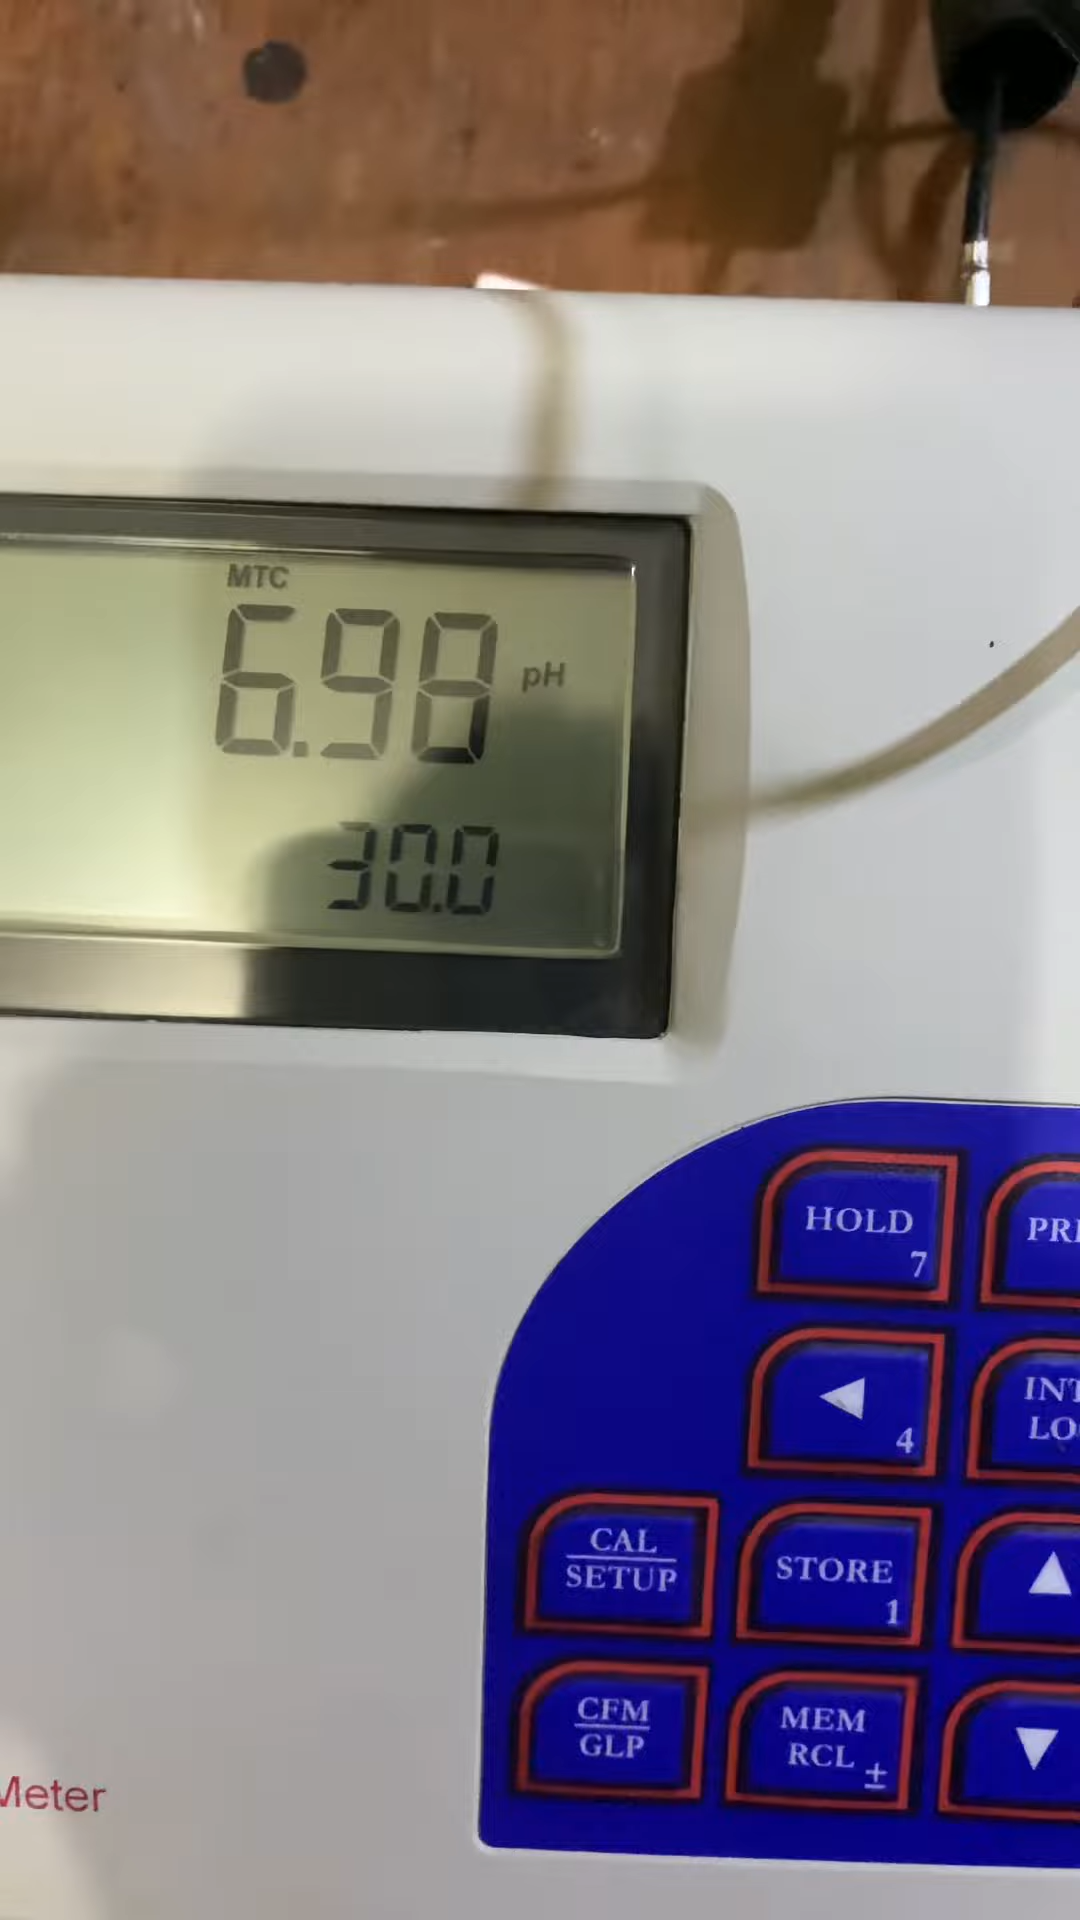 MTC
6.98 pH
30.0
HOLD
7
4
CAL
SETUP
STORE
1
CFM
GLP
MEM
RCL ±
Meter